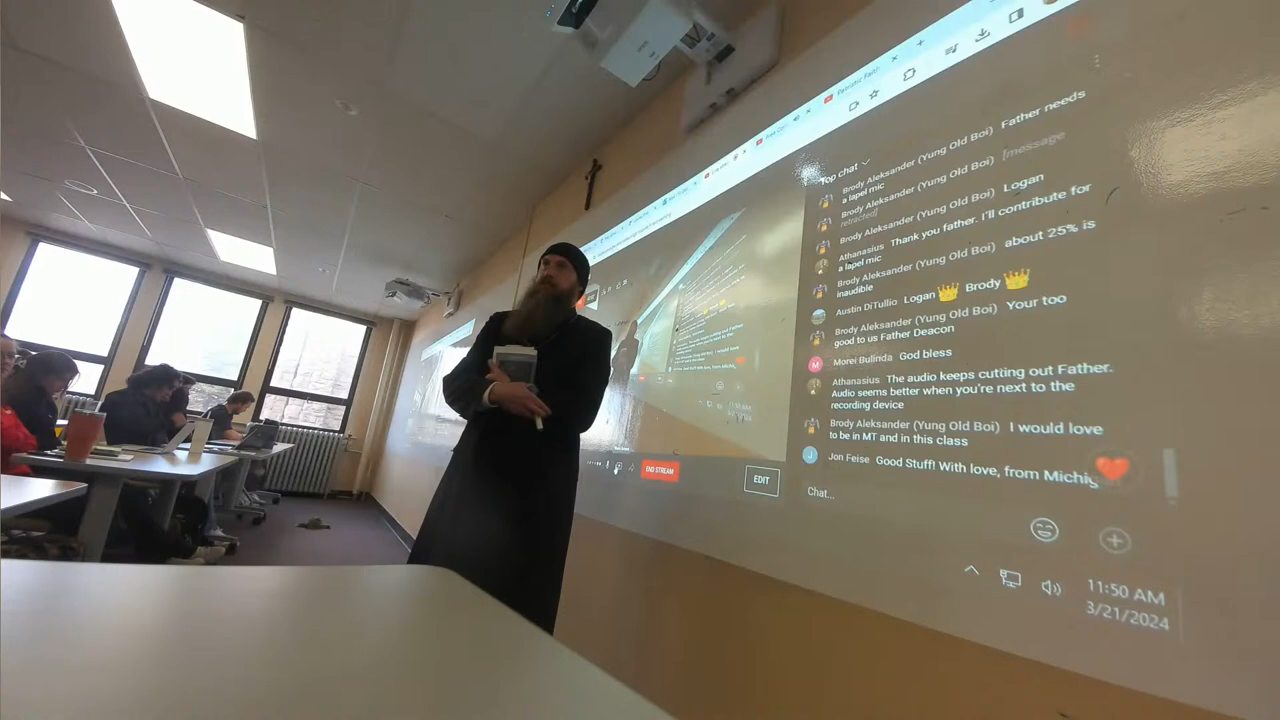 Patristic Faith
Top chat
Brody Aleksander (Yung Old Boi) Father needs
a lapel mic
Brody Aleksander (Yung Old Boi) [message
retracted]
Brody Aleksander (Yung Old Boi) Logan
Athanasius Thank you father. I'll contribute for
a lapel mic
Brody Aleksander (Yung Old Boi) about 25% is
inaudible
Austin DiTullio Logan 👑 Brody 👑
Brody Aleksander (Yung Old Boi) Your too
good to us Father Deacon
Morei Bulinda God bless
Athanasius The audio keeps cutting out Father.
Audio seems better when you're next to the
recording device
Brody Aleksander (Yung Old Boi) I would love
to be in MT and in this class
Jon Feise Good Stuff! With love, from Michig
Chat...
END STREAM
EDIT
11:50 AM
3/21/2024